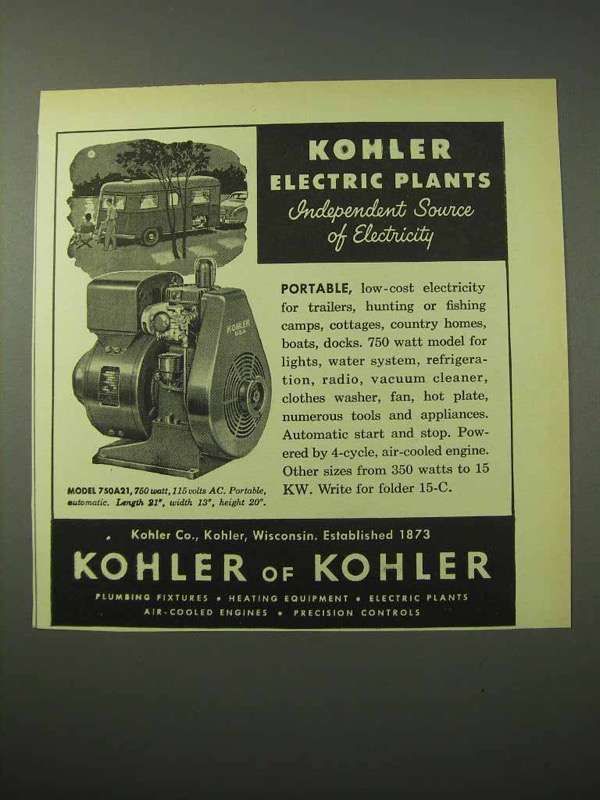 KOHLER
ELECTRIC PLANTS
Independent Source
of Electricity
KOHLER
U.S.A.
PORTABLE, low-cost electricity
for trailers, hunting or fishing
camps, cottages, country homes,
boats, docks. 750 watt model for
lights, water system, refrigera-
tion, radio, vacuum cleaner,
clothes washer, fan, hot plate,
numerous tools and appliances.
Automatic start and stop. Pow-
ered by 4-cycle, air-cooled engine.
Other sizes from 350 watts to 15
KW. Write for folder 15-C.
MODEL 750A21, 750 watt, 115 volts AC. Portable,
automatic. Length 21", width 13", height 20".
Kohler Co., Kohler, Wisconsin. Established 1873
KOHLER OF KOHLER
PLUMBING FIXTURES • HEATING EQUIPMENT • ELECTRIC PLANTS
AIR-COOLED ENGINES • PRECISION CONTROLS